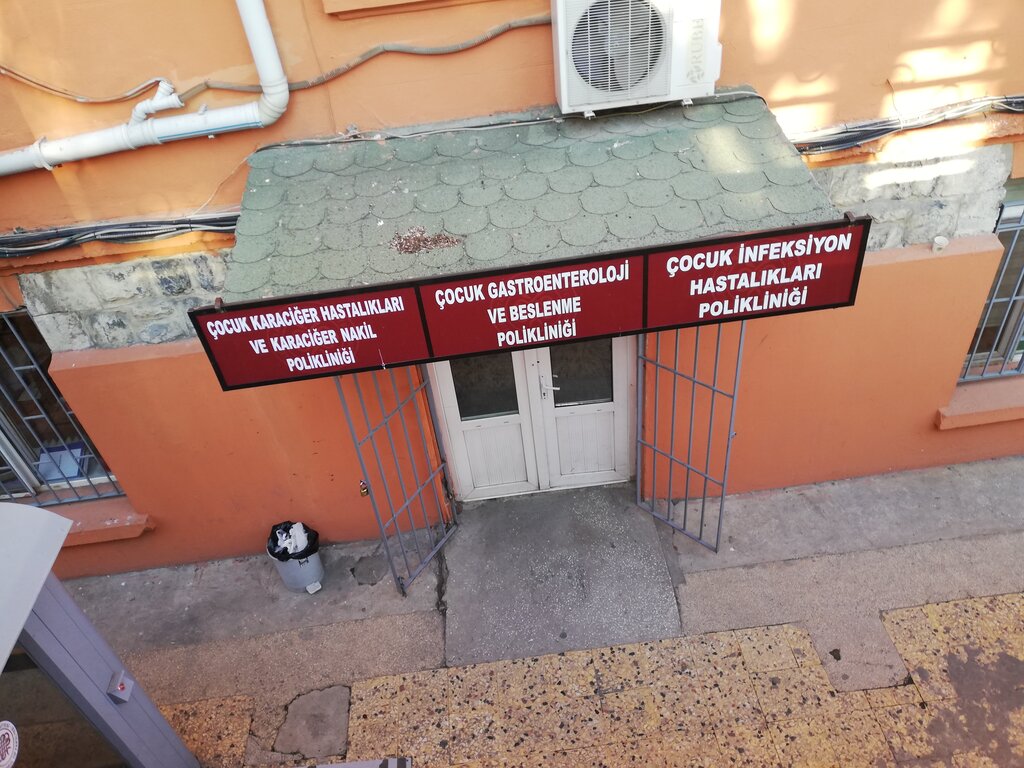 ÇOCUK KARACİĞER HASTALIKLARI
VE KARACİĞER NAKİL
POLİKLİNİĞİ
ÇOCUK GASTROENTEROLOJİ
VE BESLENME
POLİKLİNİĞİ
ÇOCUK İNFEKSİYON
HASTALIKLARI
POLİKLİNİĞİ